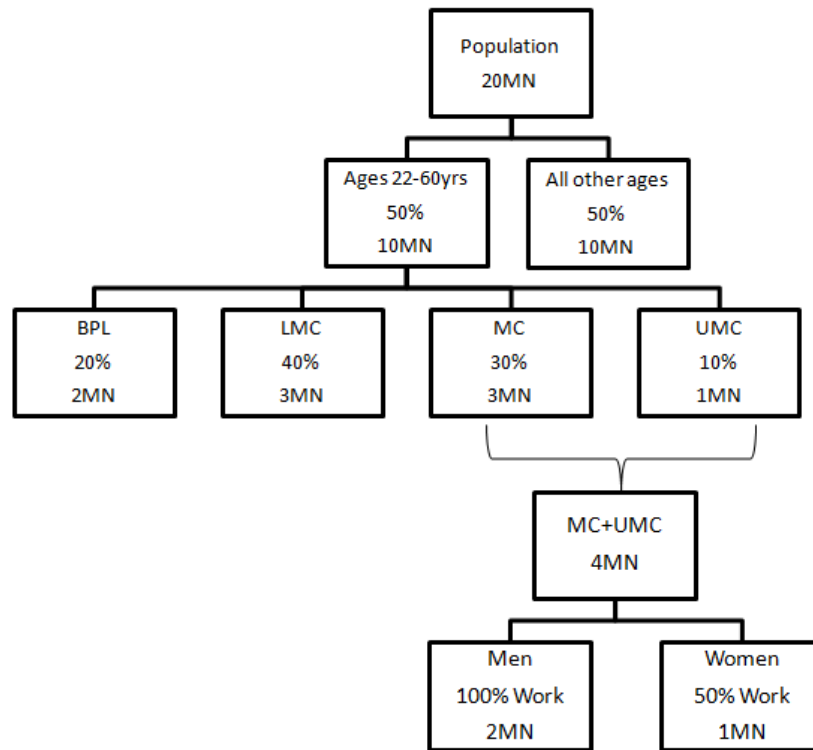 Population
20MN
Ages 22-60yrs
50%
10MN
All other ages
50%
10MN
BPL
20%
2MN
LMC
40%
3MN
MC
30%
3MN
UMC
10%
1MN
MC+UMC
4MN
Men
100% Work
2MN
Women
50% Work
1MN